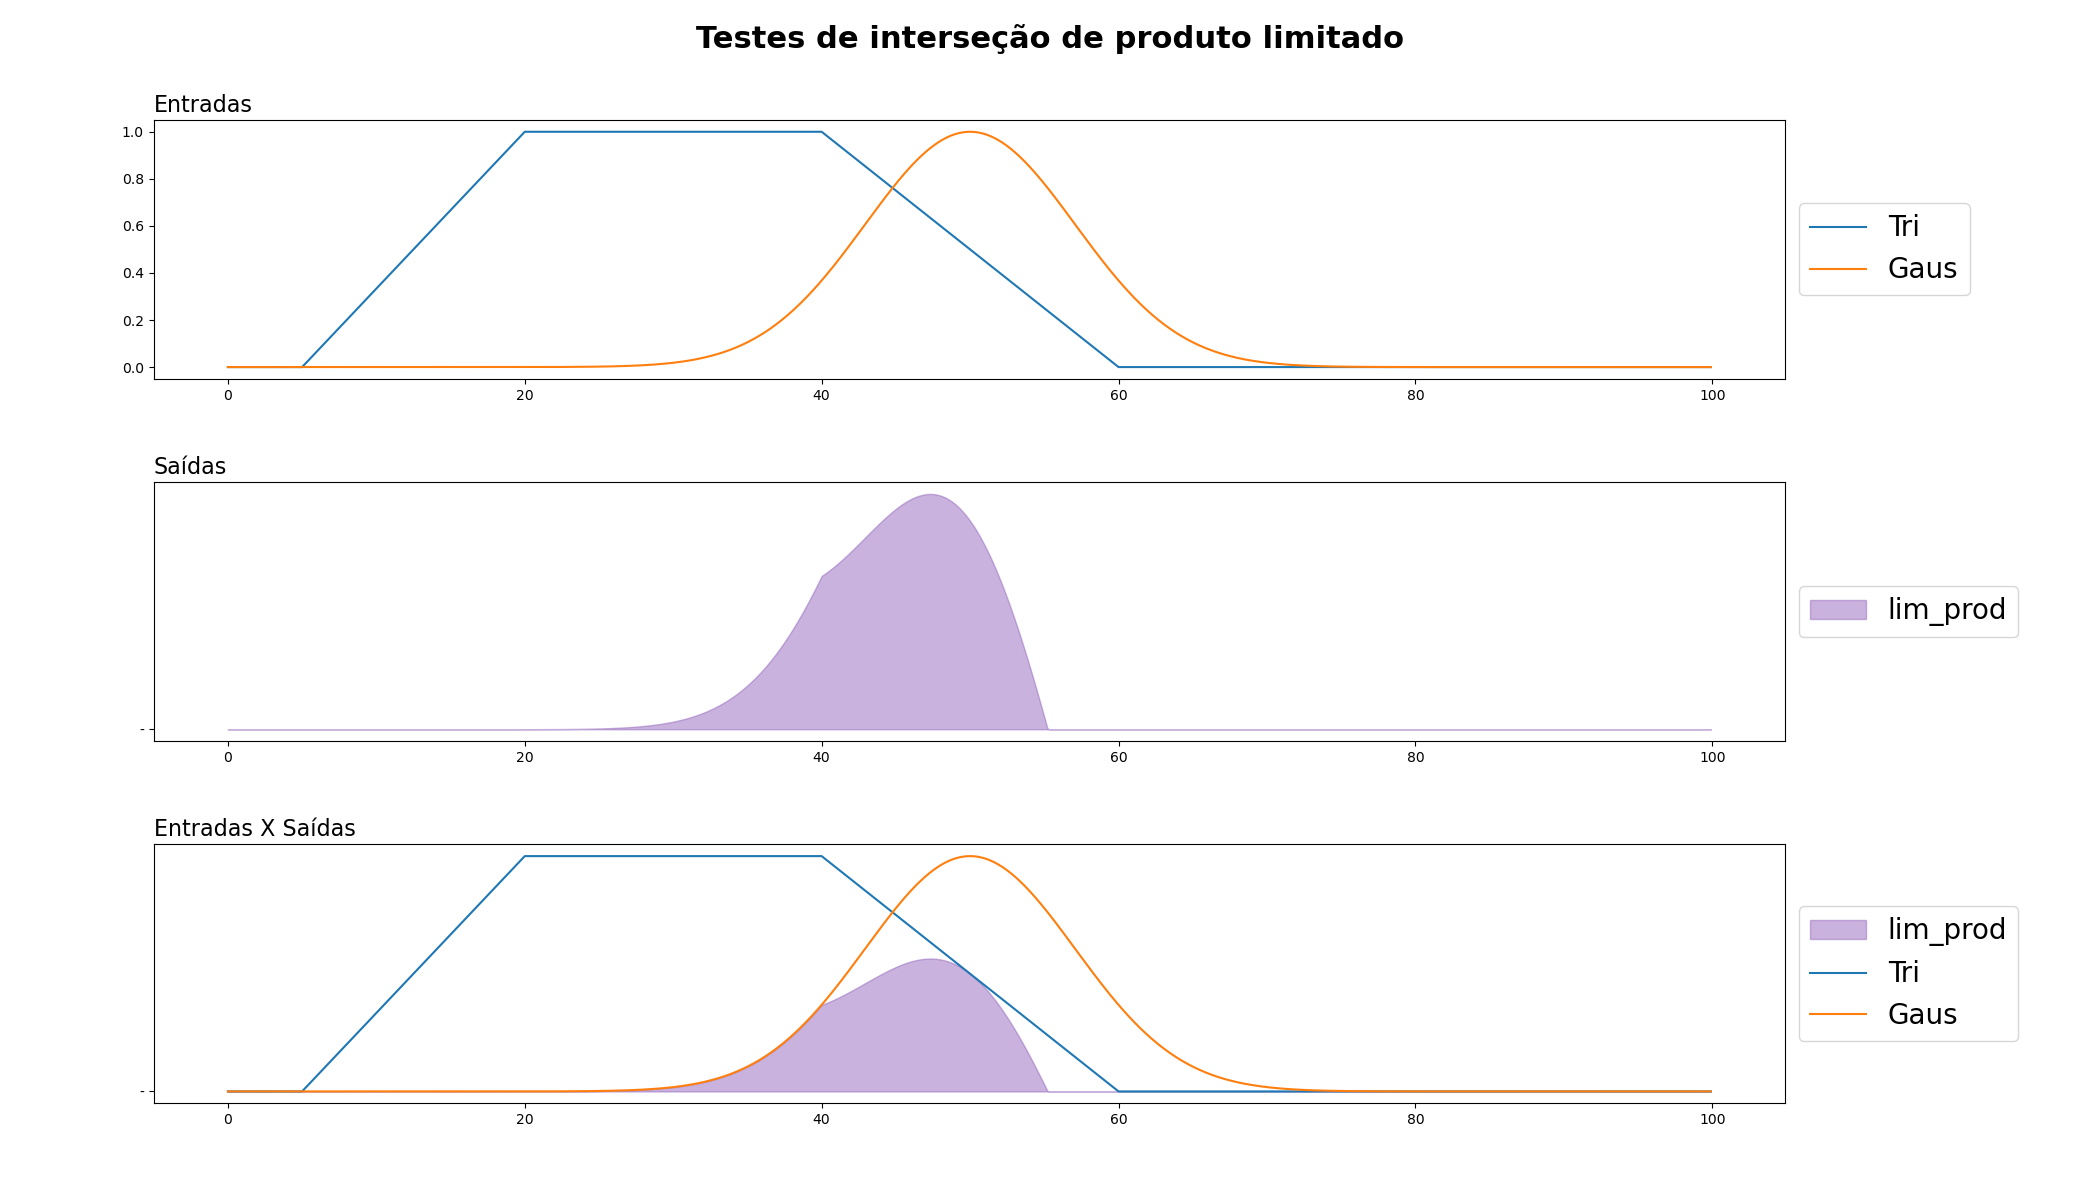 Testes de interseção de produto limitado
Entradas
1.0
0.8
0.6
0.4
0.2
0.0
0 20 40 60 80 100
Tri
Gaus
Saídas
-
0 20 40 60 80 100
lim_prod
Entradas X Saídas
-
0 20 40 60 80 100
lim_prod
Tri
Gaus